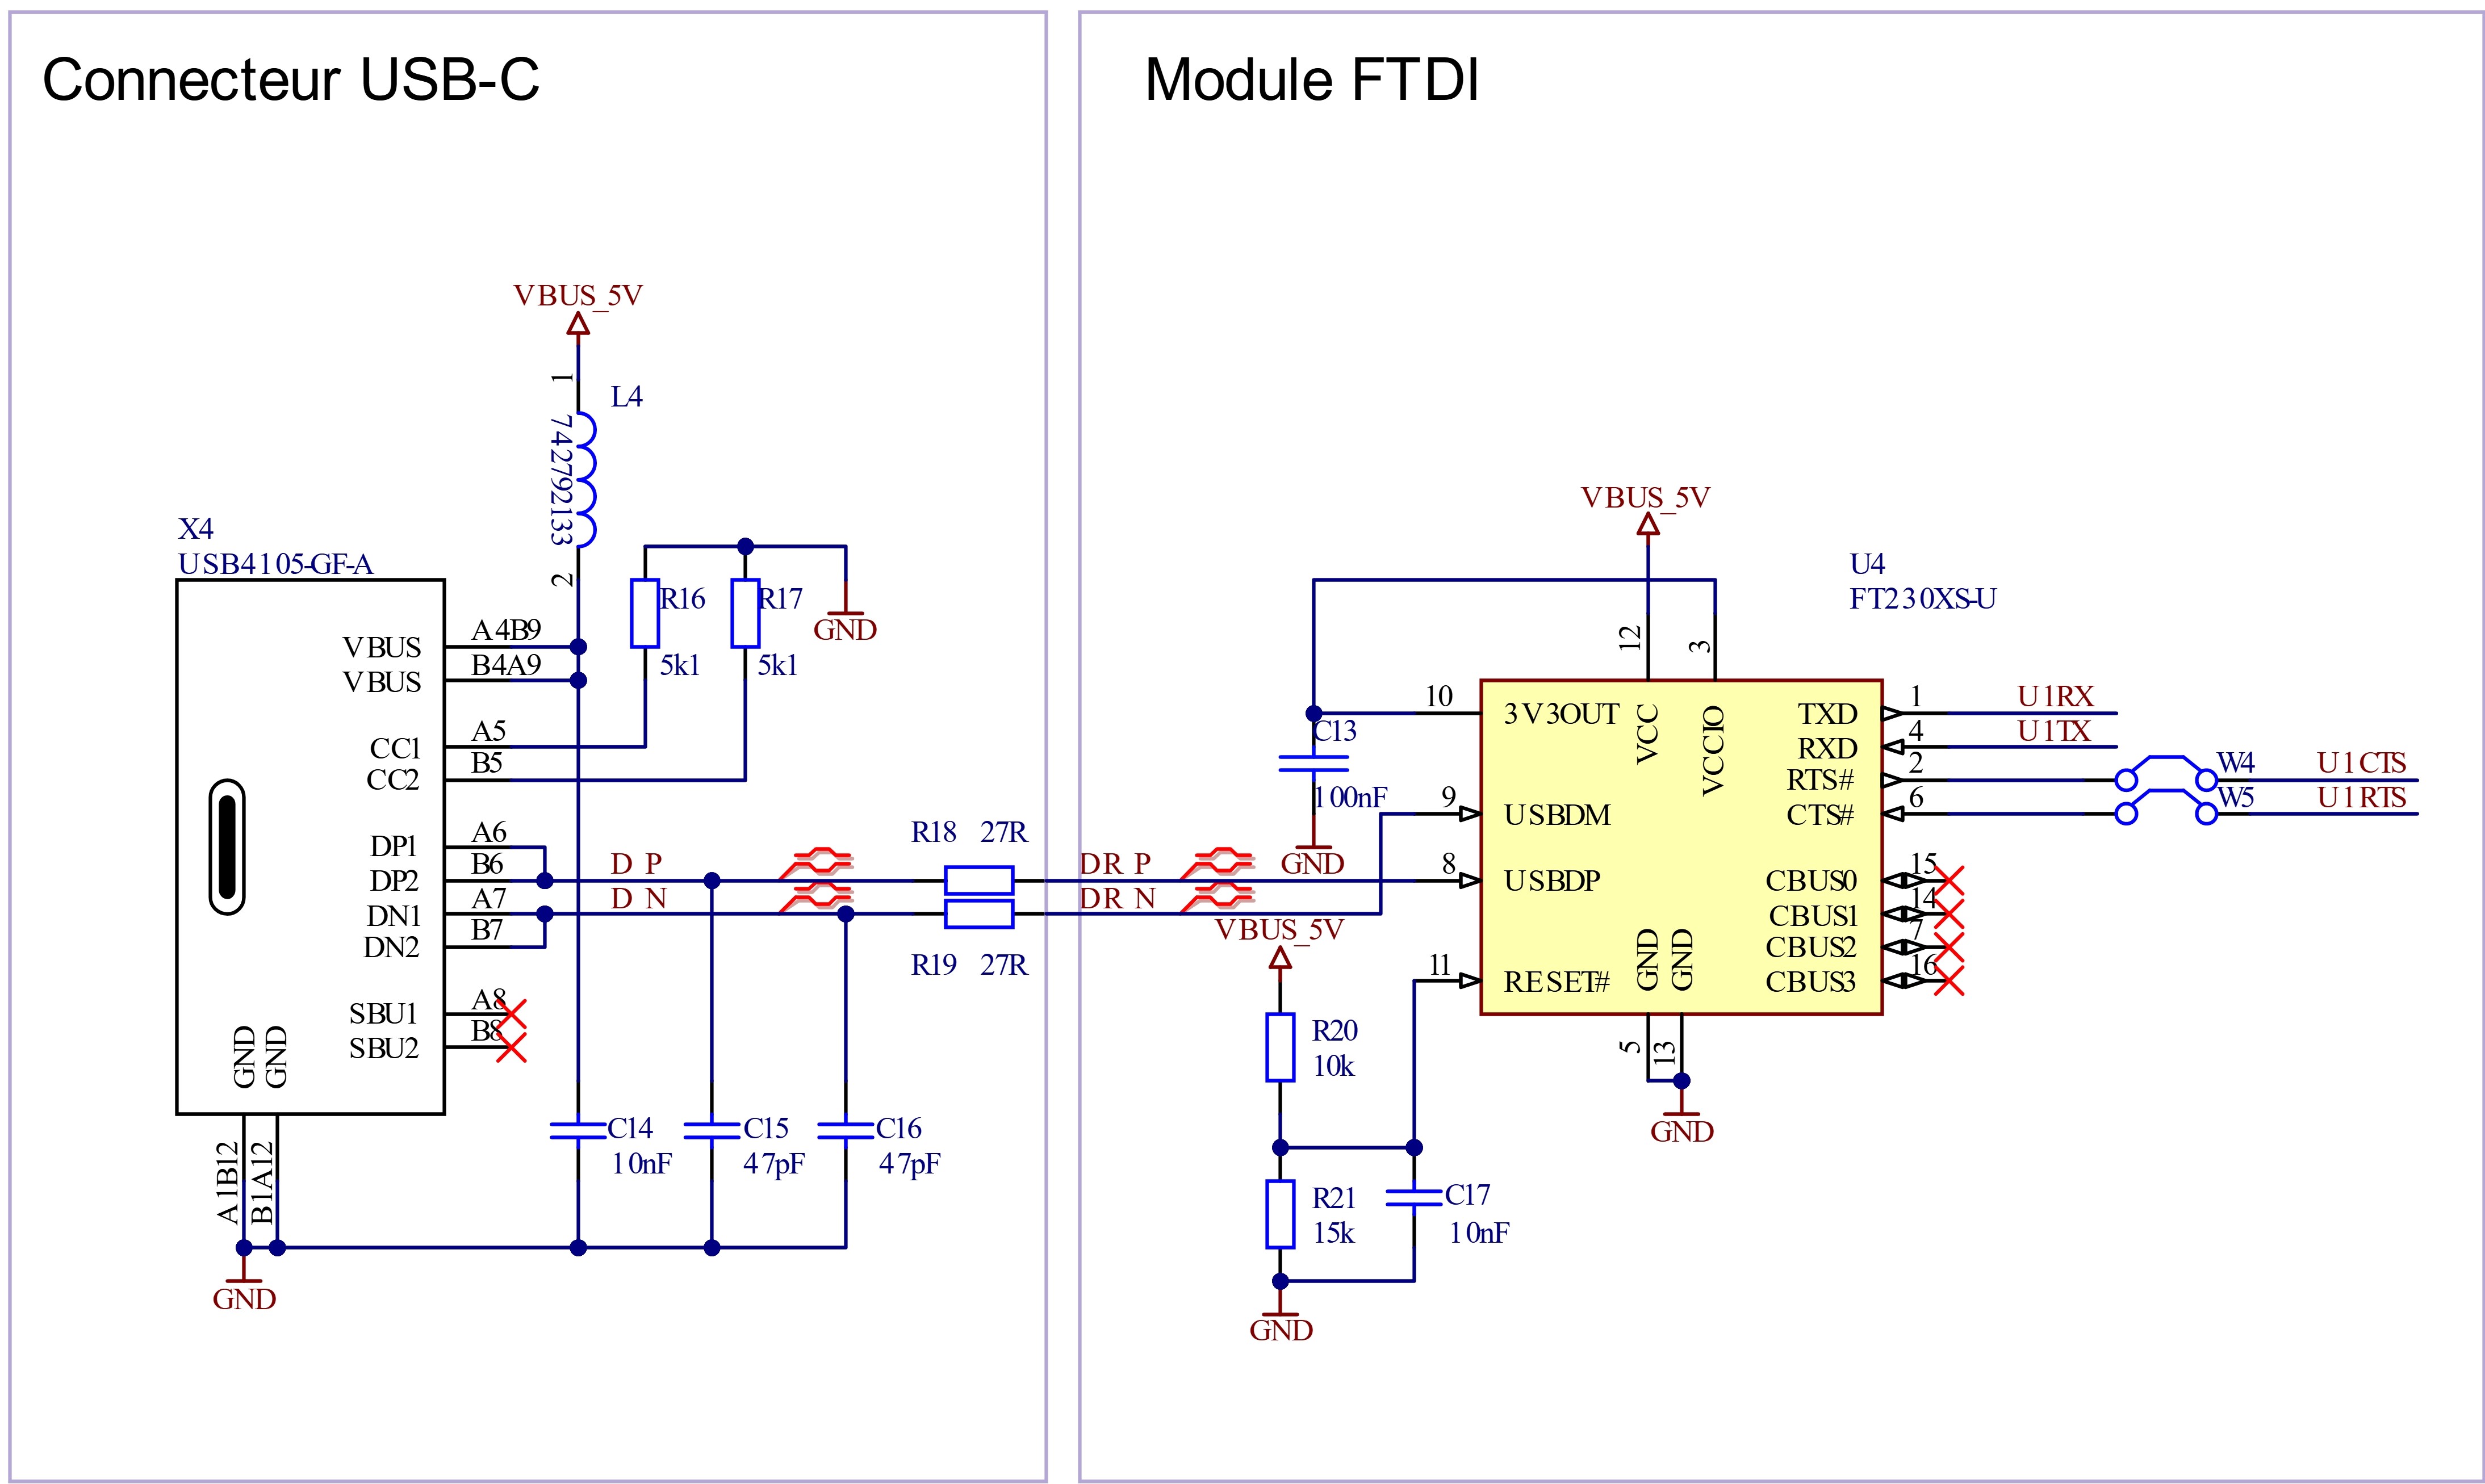 Connecteur USB-C
VBUS_5V
1
L4
742792133
2
X4
USB4105-GF-A
R16
5k1
R17
5k1
GND
VBUS
A4B9
VBUS
B4A9
CC1
A5
CC2
B5
DP1
A6
DP2
B6
DN1
A7
DN2
B7
SBU1
A8
SBU2
B8
GND
GND
A1B12
B1A12
GND
D P
D N
R18 27R
R19 27R
C14
10nF
C15
47pF
C16
47pF
Module FTDI
VBUS_5V
U4
FT230XS-U
12
3
10
3V3OUT
VCC
VCCIO
C13
100nF
GND
9
USBDM
8
USBDP
11
RESET#
DR P
DR N
VBUS_5V
R20
10k
R21
15k
C17
10nF
GND
GND
GND
5
13
GND
TXD
1
U1RX
RXD
4
U1TX
RTS#
2
W4
U1CTS
CTS#
6
W5
U1RTS
CBUS0
15
CBUS1
14
CBUS2
7
CBUS3
16